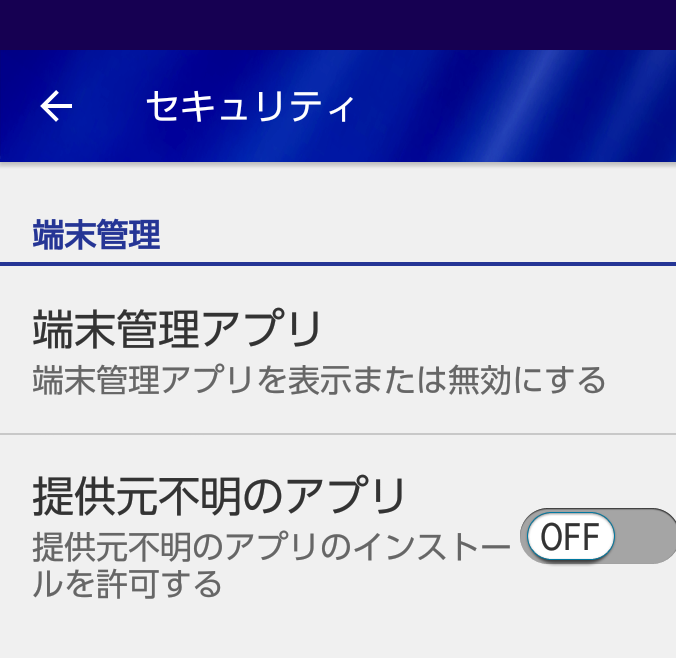 セキュリティ
端末管理
端末管理アプリ
端末管理アプリを表示または無効にする
提供元不明のアプリ
提供元不明のアプリのインストー
ルを許可する
OFF